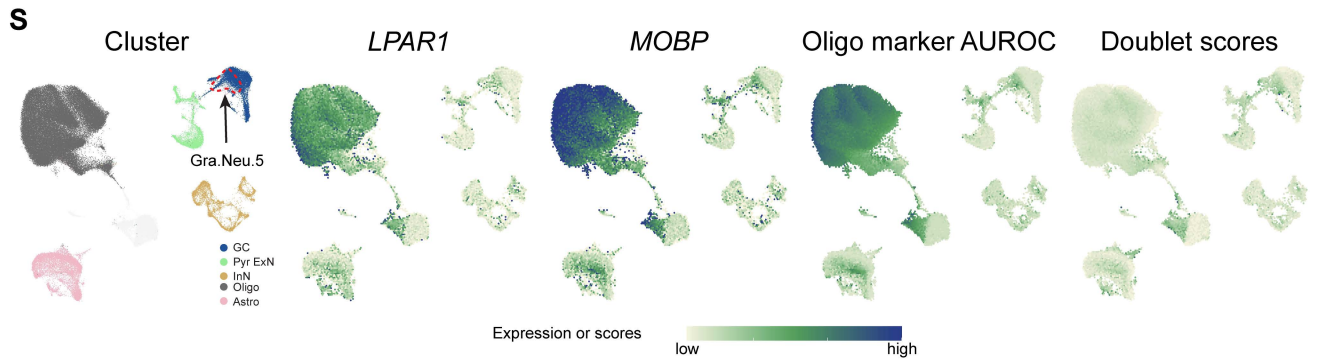 S
Cluster
LPAR1
MOBP
Oligo marker AUROC
Doublet scores
Gra.Neu.5
GC
Pyr ExN
InN
Oligo
Astro
Expression or scores
low
high